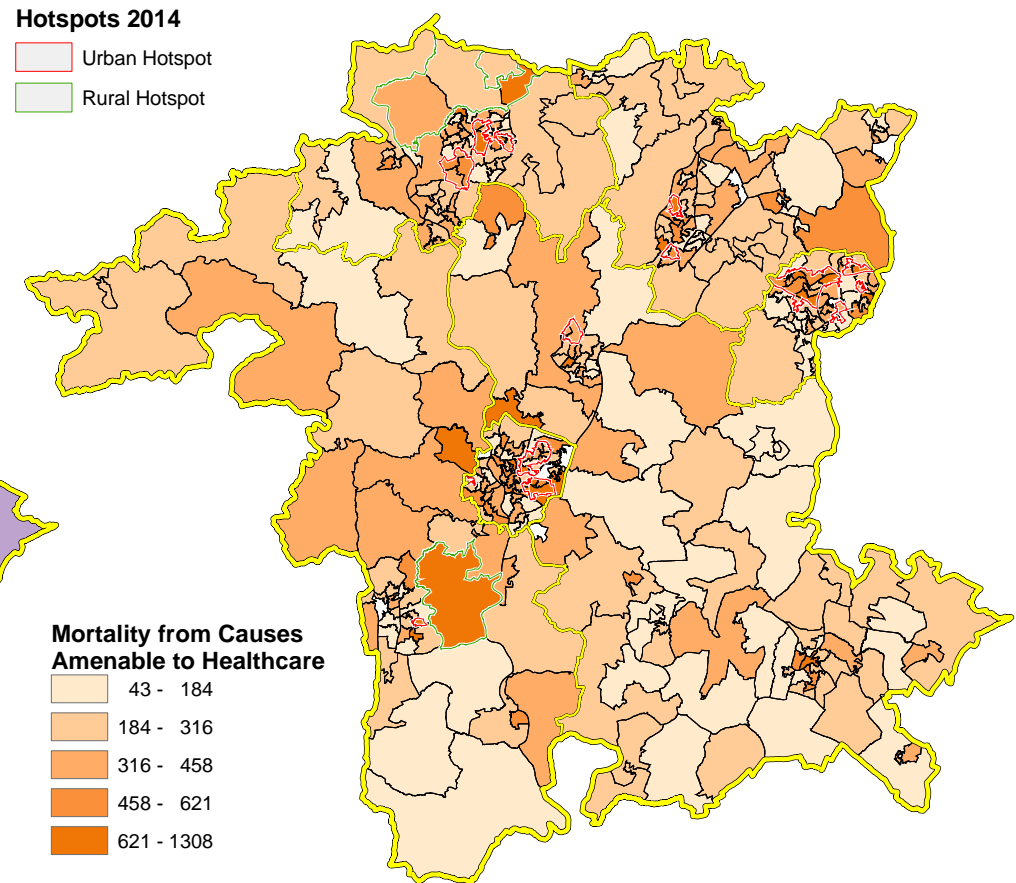 Hotspots 2014
Urban Hotspot
Rural Hotspot
Mortality from Causes
Amenable to Healthcare
43 - 184
184 - 316
316 - 458
458 - 621
621 - 1308